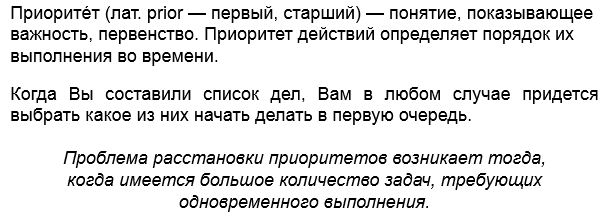 Приорите́т (лат. prior — первый, старший) — понятие, показывающее
важность, первенство. Приоритет действий определяет порядок их
выполнения во времени.
Когда Вы составили список дел, Вам в любом случае придется
выбрать какое из них начать делать в первую очередь.
Проблема расстановки приоритетов возникает тогда,
когда имеется большое количество задач, требующих
одновременного выполнения.